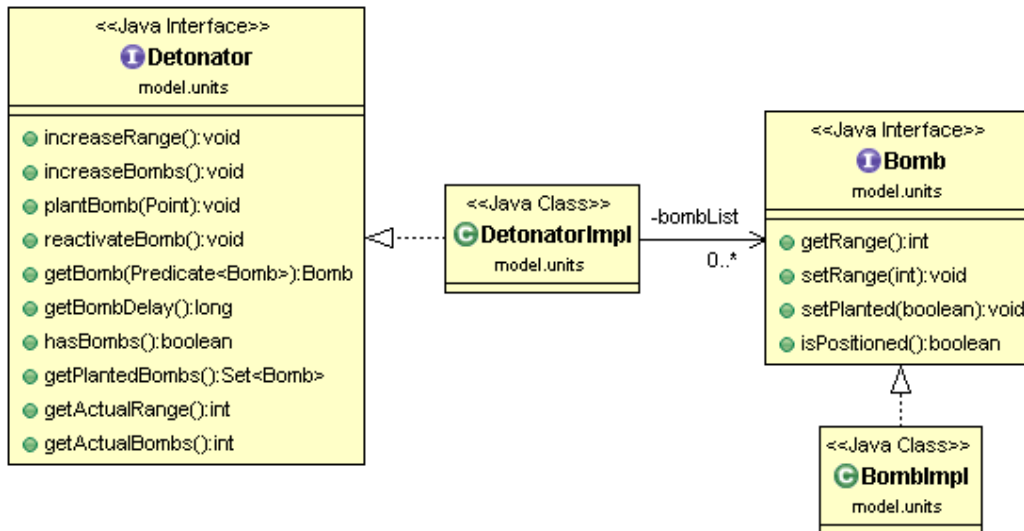 <<Java Interface>>
Detonator
model.units
increaseRange():void
increaseBombs():void
plantBomb(Point):void
reactivateBomb():void
getBomb(Predicate<Bomb>):Bomb
getBombDelay():long
hasBombs():boolean
getPlantedBombs():Set<Bomb>
getActualRange():int
getActualBombs():int
<<Java Class>>
DetonatorImpl
model.units
-bombList
0..*
<<Java Interface>>
Bomb
model.units
getRange():int
setRange(int):void
setPlanted(boolean):void
isPositioned():boolean
<<Java Class>>
BombImpl
model.units